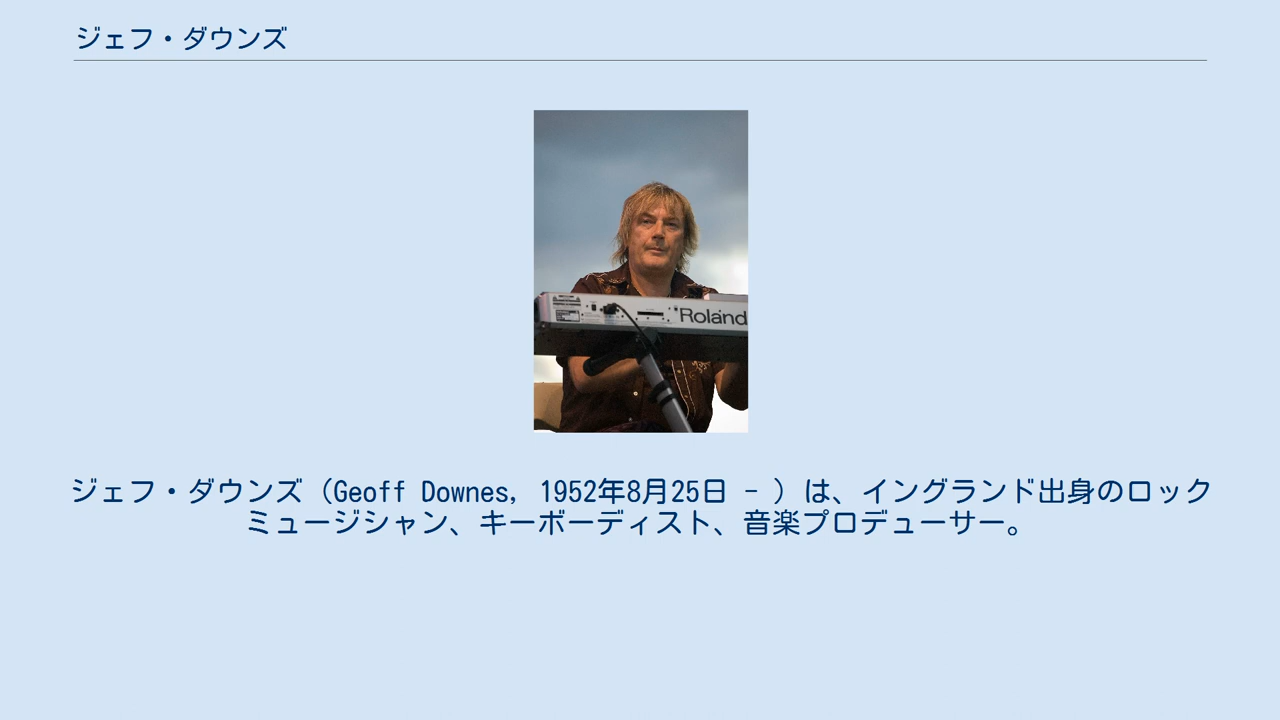 ジェフ・ダウンズ
Roland
ジェフ・ダウンズ（Geoff Downes, 1952年8月25日 - ）は、イングランド出身のロック
ミュージシャン、キーボーディスト、音楽プロデューサー。